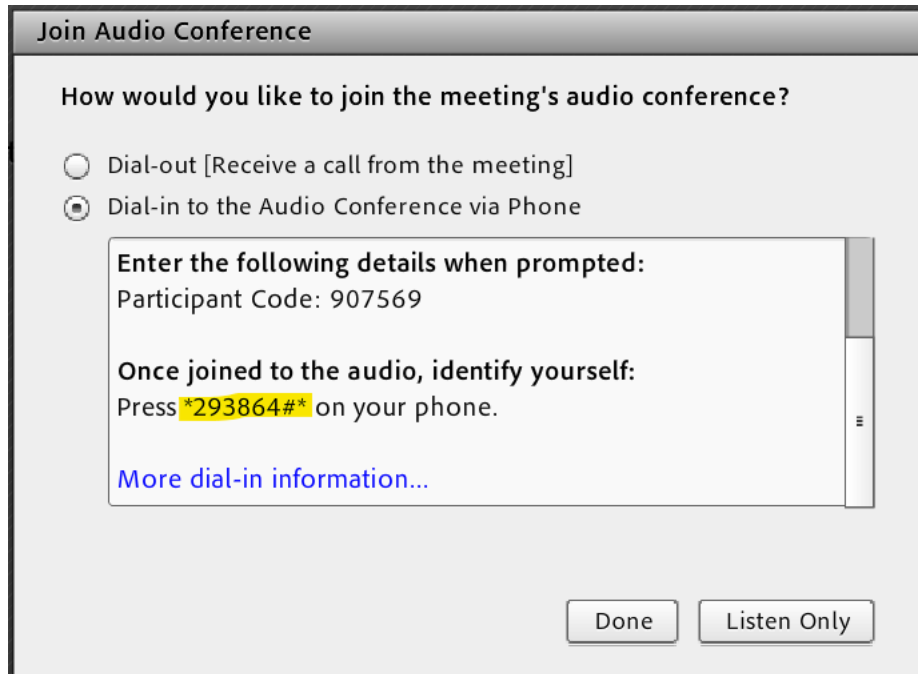 Join Audio Conference
How would you like to join the meeting's audio conference?
Dial-out [Receive a call from the meeting]
Dial-in to the Audio Conference via Phone
Enter the following details when prompted:
Participant Code: 907569
Once joined to the audio, identify yourself:
Press *293864#* on your phone.
More dial-in information...
Done
Listen Only